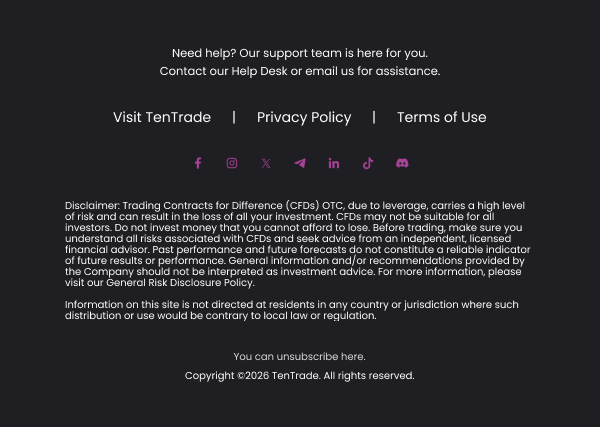 Need help? Our support team is here for you.
Contact our Help Desk or email us for assistance.
Visit TenTrade | Privacy Policy | Terms of Use
Disclaimer: Trading Contracts for Difference (CFDs) OTC, due to leverage, carries a high level
of risk and can result in the loss of all your investment. CFDs may not be suitable for all
investors. Do not invest money that you cannot afford to lose. Before trading, make sure you
understand all risks associated with CFDs and seek advice from an independent, licensed
financial advisor. Past performance and future forecasts do not constitute a reliable indicator
of future results or performance. General information and/or recommendations provided by
the Company should not be interpreted as investment advice. For more information, please
visit our General Risk Disclosure Policy.
Information on this site is not directed at residents in any country or jurisdiction where such
distribution or use would be contrary to local law or regulation.
You can unsubscribe here.
Copyright ©2026 TenTrade. All rights reserved.